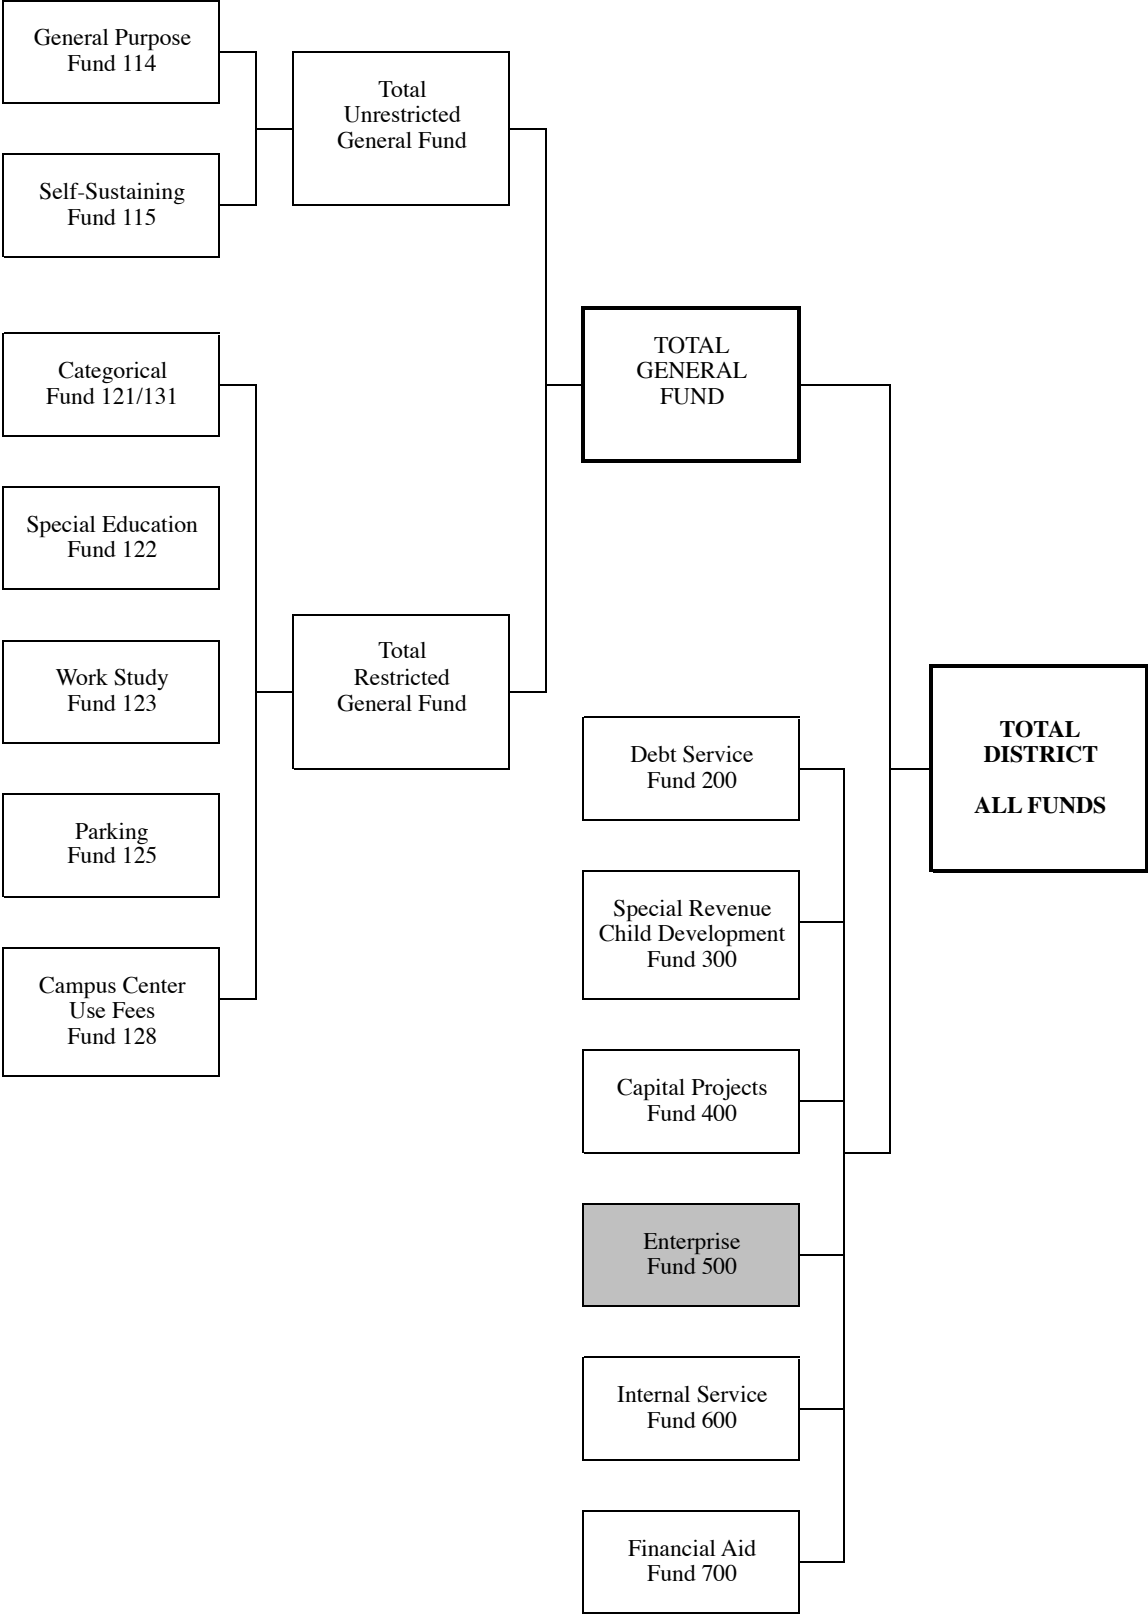 General Purpose
Fund 114
Self-Sustaining
Fund 115
Categorical
Fund 121/131
Special Education
Fund 122
Work Study
Fund 123
Parking
Fund 125
Campus Center
Use Fees
Fund 128
Total
Unrestricted
General Fund
Total
Restricted
General Fund
TOTAL
GENERAL
FUND
Debt Service
Fund 200
Special Revenue
Child Development
Fund 300
Capital Projects
Fund 400
Enterprise
Fund 500
Internal Service
Fund 600
Financial Aid
Fund 700
TOTAL
DISTRICT
ALL FUNDS